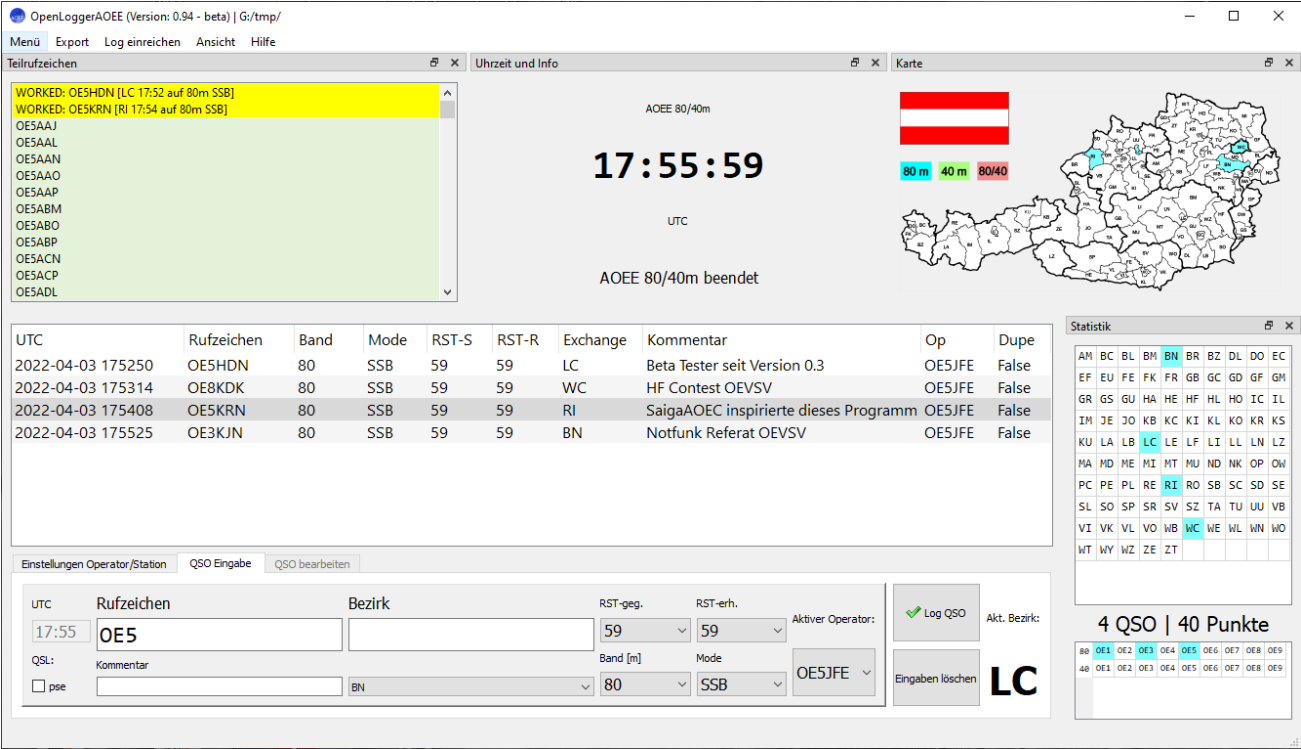 OpenLoggerAOEE (Version: 0.94 - beta) | G:/tmp/
Menü Export Log einreichen Ansicht Hilfe
Teilrufzeichen
WORKED: OE5HDN [LC 17:52 auf 80m SSB]
WORKED: OE5KRN [RI 17:54 auf 80m SSB]
OE5AAJ
OE5AAL
OE5AAN
OE5AAO
OE5AAP
OE5ABM
OE5ABO
OE5ABP
OE5ACN
OE5ACP
OE5ADL
Uhrzeit und Info
AOEE 80/40m
17:55:59
UTC
AOEE 80/40m beendet
Karte
80 m 40 m 80/40
UTC Rufzeichen Band Mode RST-S RST-R Exchange Kommentar Op Dupe
2022-04-03 175250 OE5HDN 80 SSB 59 59 LC Beta Tester seit Version 0.3 OE5JFE False
2022-04-03 175314 OE8KDK 80 SSB 59 59 WC HF Contest OEVSV OE5JFE False
2022-04-03 175408 OE5KRN 80 SSB 59 59 RI SaigaAOEC inspirierte dieses Programm OE5JFE False
2022-04-03 175525 OE3KJN 80 SSB 59 59 BN Notfunk Referat OEVSV OE5JFE False
Statistik
AM BC BL BM BN BR BZ DL DO EC
EF EU FE FK FR GB GC GD GF GM
GR GS GU HA HE HF HL HO IC IL
IM JE JO KB KC KI KL KO KR KS
KU LA LB LC LE LF LI LL LN LZ
MA MD ME MI MT MU ND NK OP OW
PC PE PL RE RI RO SB SC SD SE
SL SO SP SR SV SZ TA TU UU VB
VI VK VL VO WB WC WE WL WN WO
WT WY WZ ZE ZT
4 QSO | 40 Punkte
80 OE1 OE2 OE3 OE4 OE5 OE6 OE7 OE8 OE9
40 OE1 OE2 OE3 OE4 OE5 OE6 OE7 OE8 OE9
Einstellungen Operator/Station QSO Eingabe QSO bearbeiten
UTC Rufzeichen Bezirk RST-geg. RST-erh. Aktiver Operator:
17:55 OE5 59 59
QSL: Kommentar Band [m] Mode
pse BN 80 SSB OE5JFE
Log QSO
Eingaben löschen
Akt. Bezirk:
LC